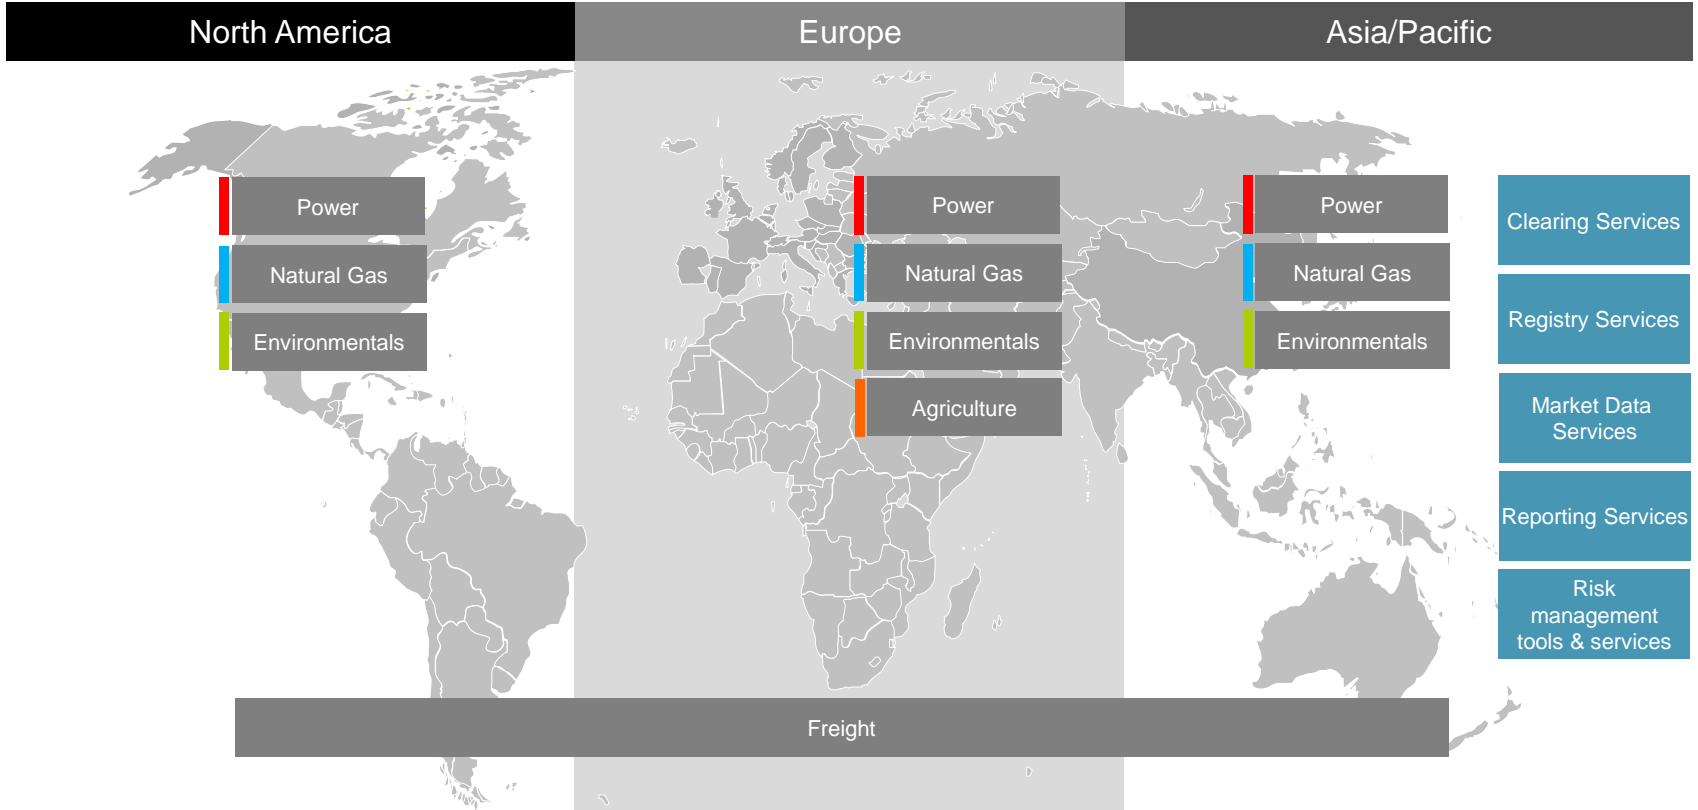 North America
Europe
Asia/Pacific
Power
Natural Gas
Environmentals
Power
Natural Gas
Environmentals
Agriculture
Power
Natural Gas
Environmentals
Clearing Services
Registry Services
Market Data
Services
Reporting Services
Risk
management
tools & services
Freight